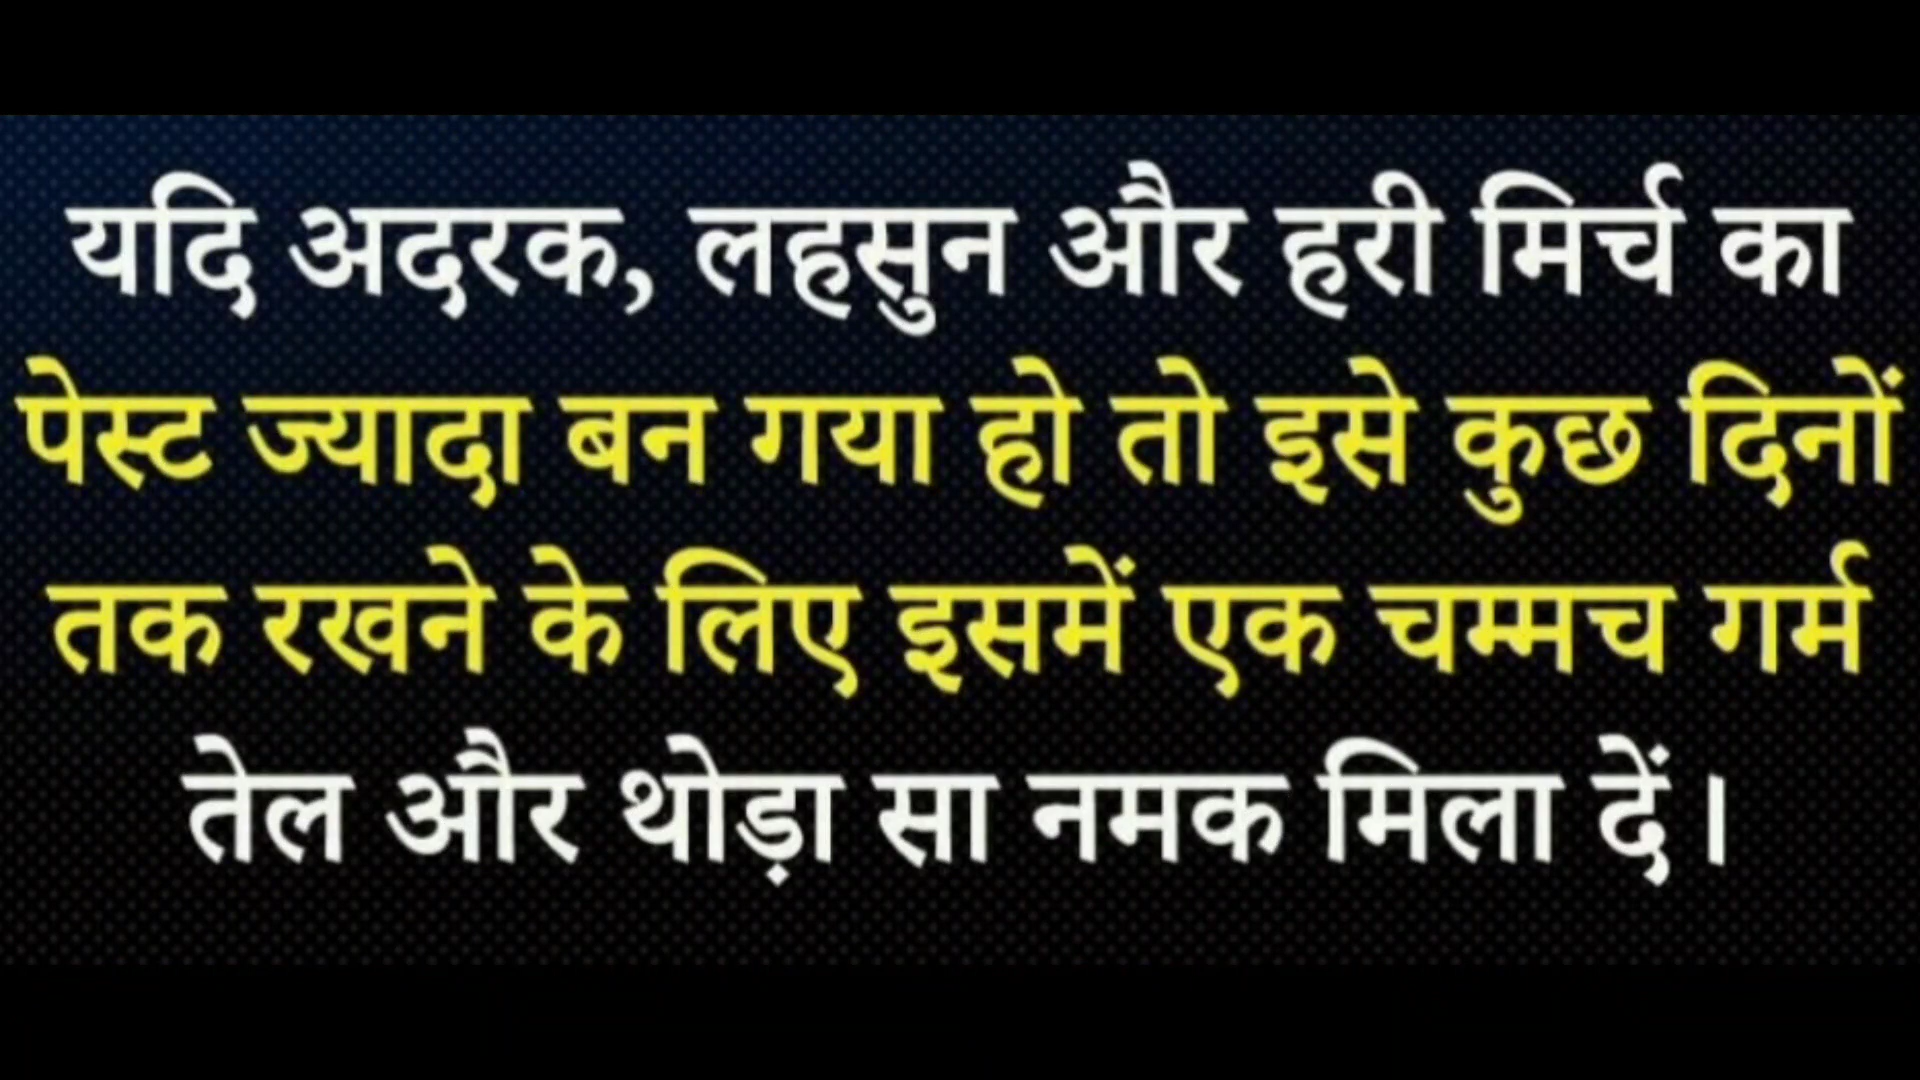 यदि अदरक, लहसुन और हरी मिर्च का
पेस्ट ज्यादा बन गया हो तो इसे कुछ दिनों
तक रखने के लिए इसमें एक चम्मच गर्म
तेल और थोड़ा सा नमक मिला दें।